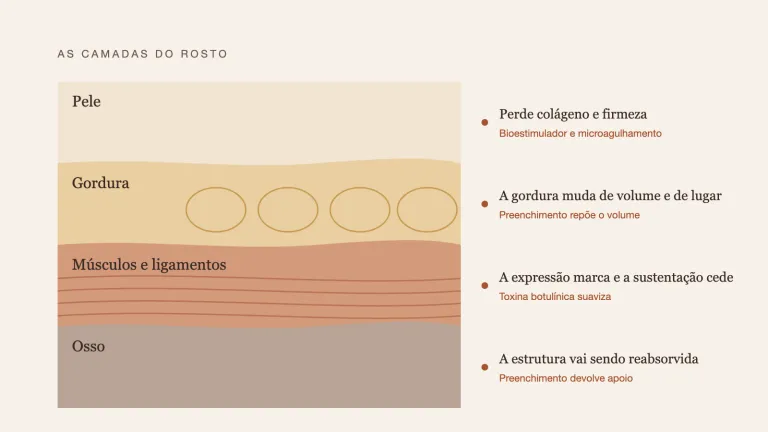 AS CAMADAS DO ROSTO
Pele
Perde colágeno e firmeza
Bioestimulador e microagulhamento
Gordura
A gordura muda de volume e de lugar
Preenchimento repõe o volume
Músculos e ligamentos
A expressão marca e a sustentação cede
Toxina botulínica suaviza
Osso
A estrutura vai sendo reabsorvida
Preenchimento devolve apoio